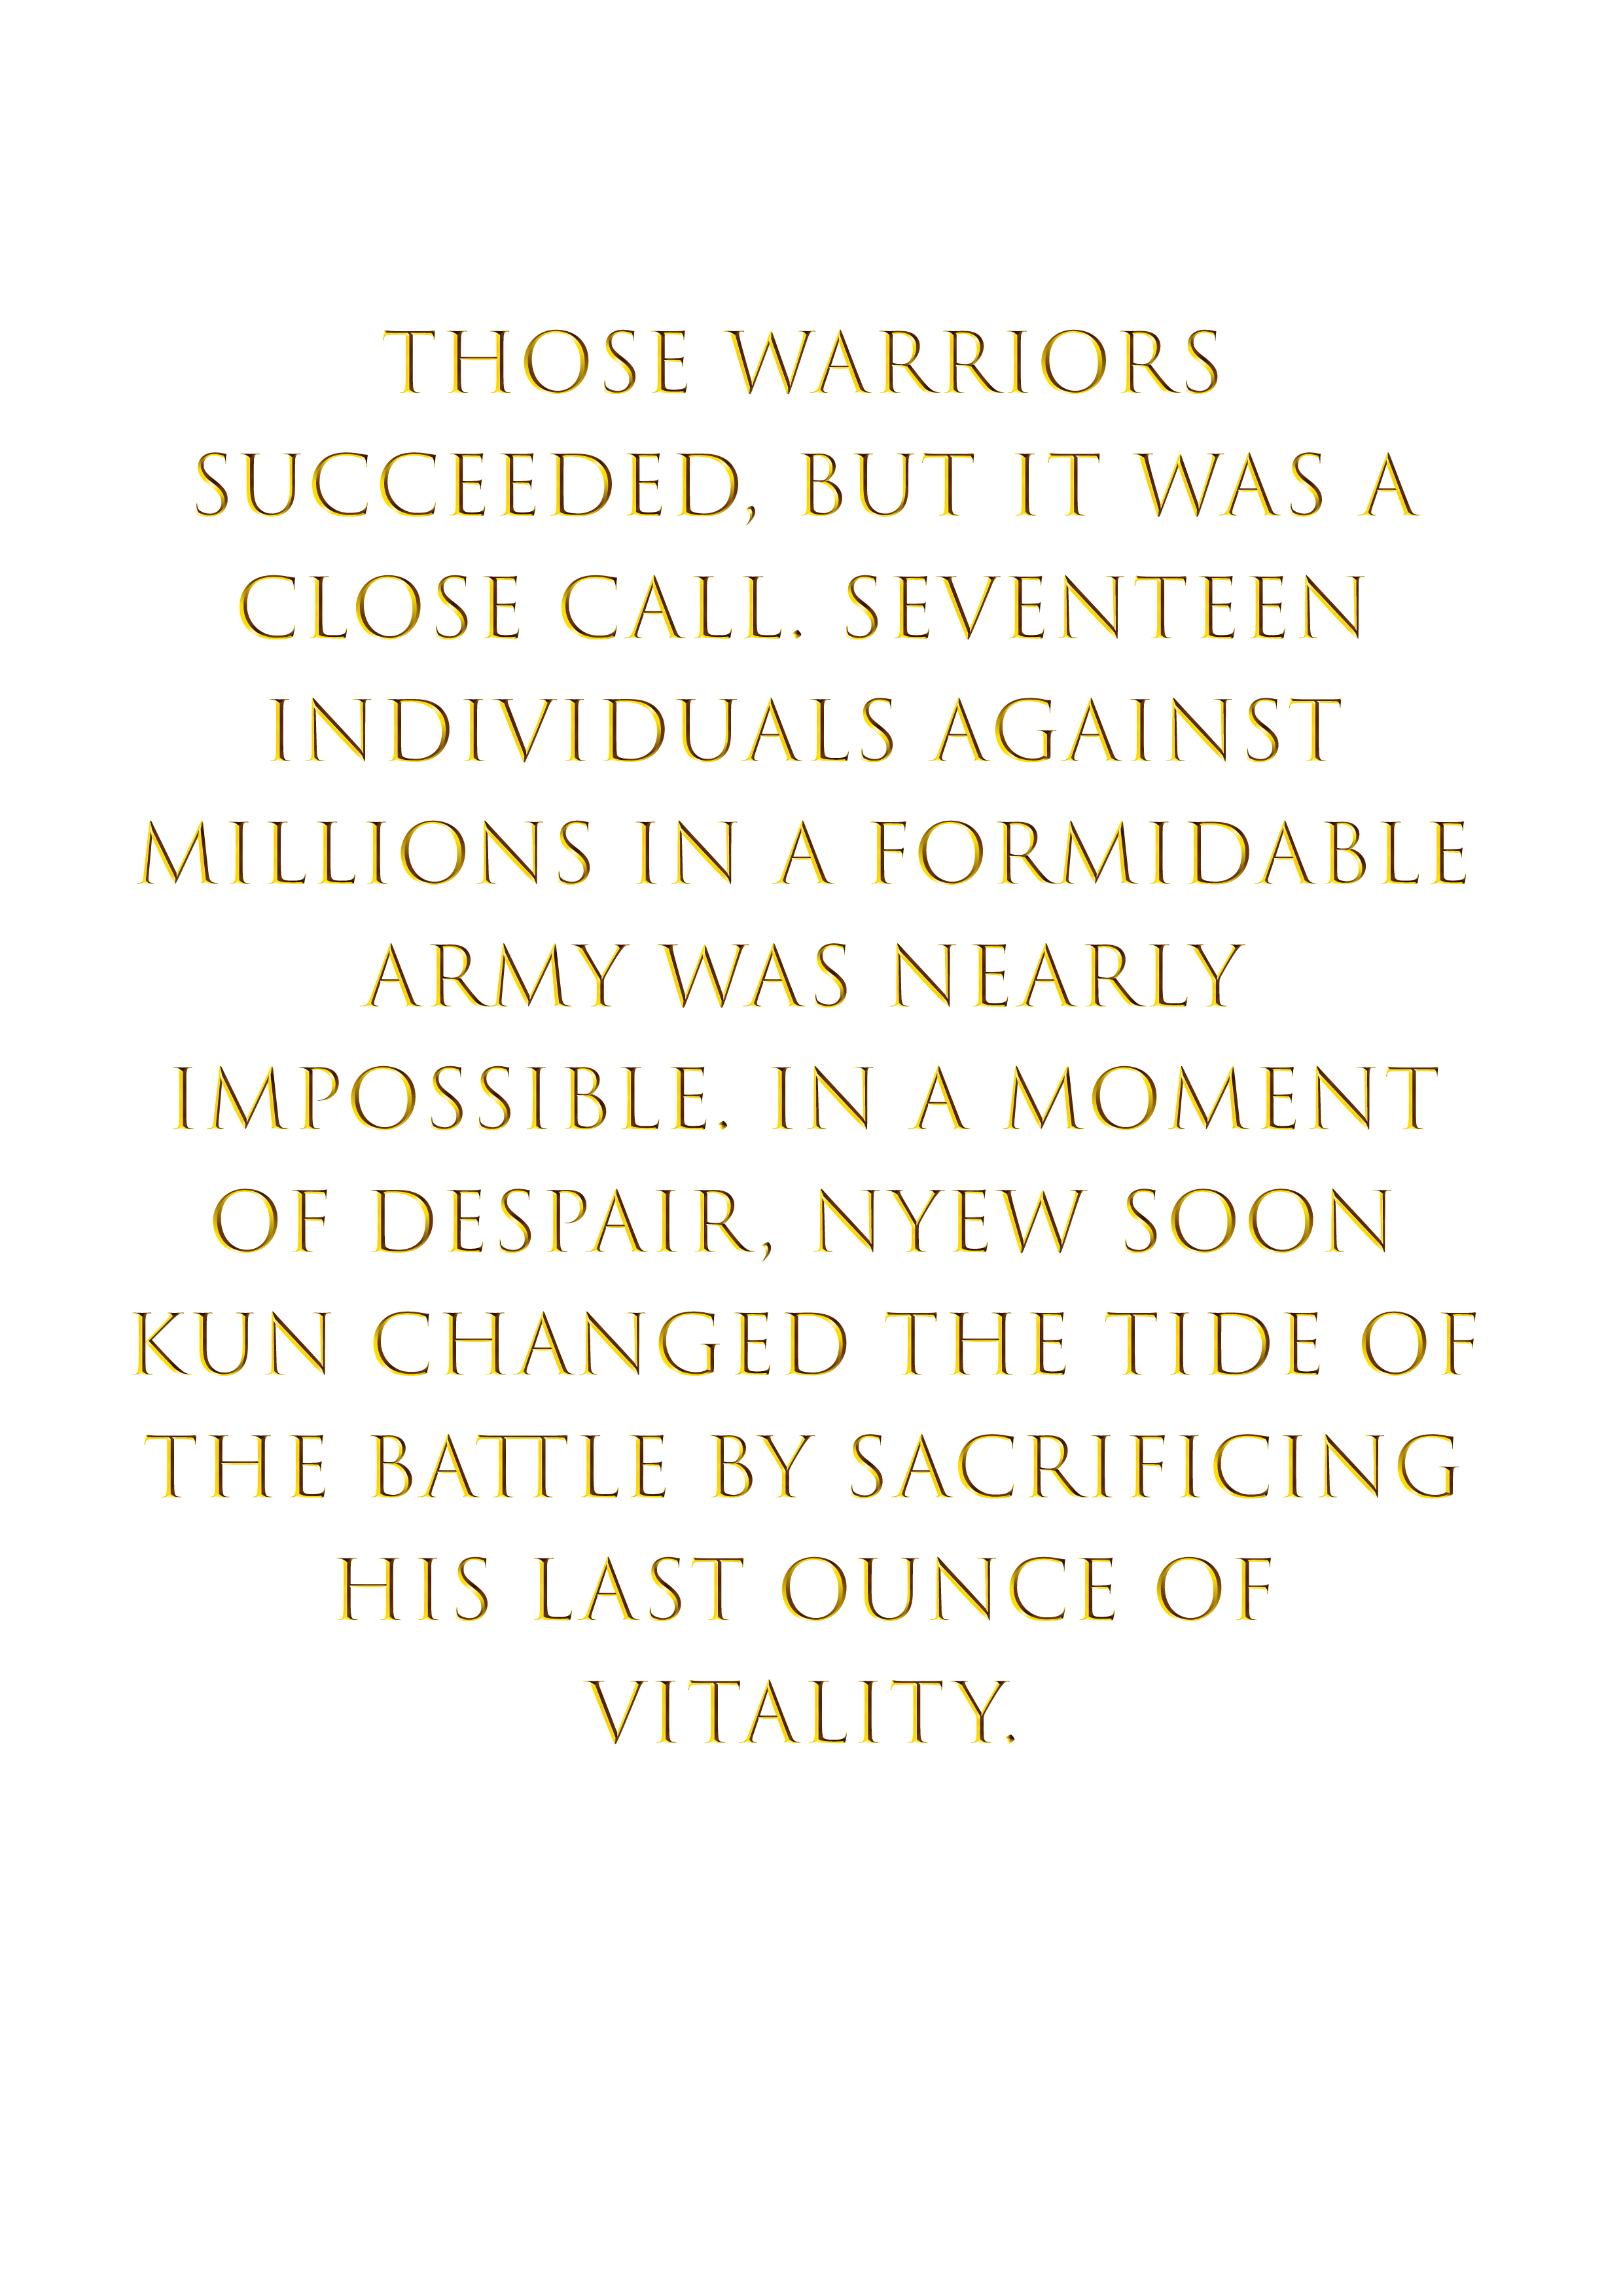 THOSE WARRIORS
SUCCEEDED, BUT IT WAS A
CLOSE CALL. SEVENTEEN
INDIVIDUALS AGAINST
MILLIONS IN A FORMIDABLE
ARMY WAS NEARLY
IMPOSSIBLE. IN A MOMENT
OF DESPAIR, NYEW SOON
KUN CHANGED THE TIDE OF
THE BATTLE BY SACRIFICING
HIS LAST OUNCE OF
VITALITY.